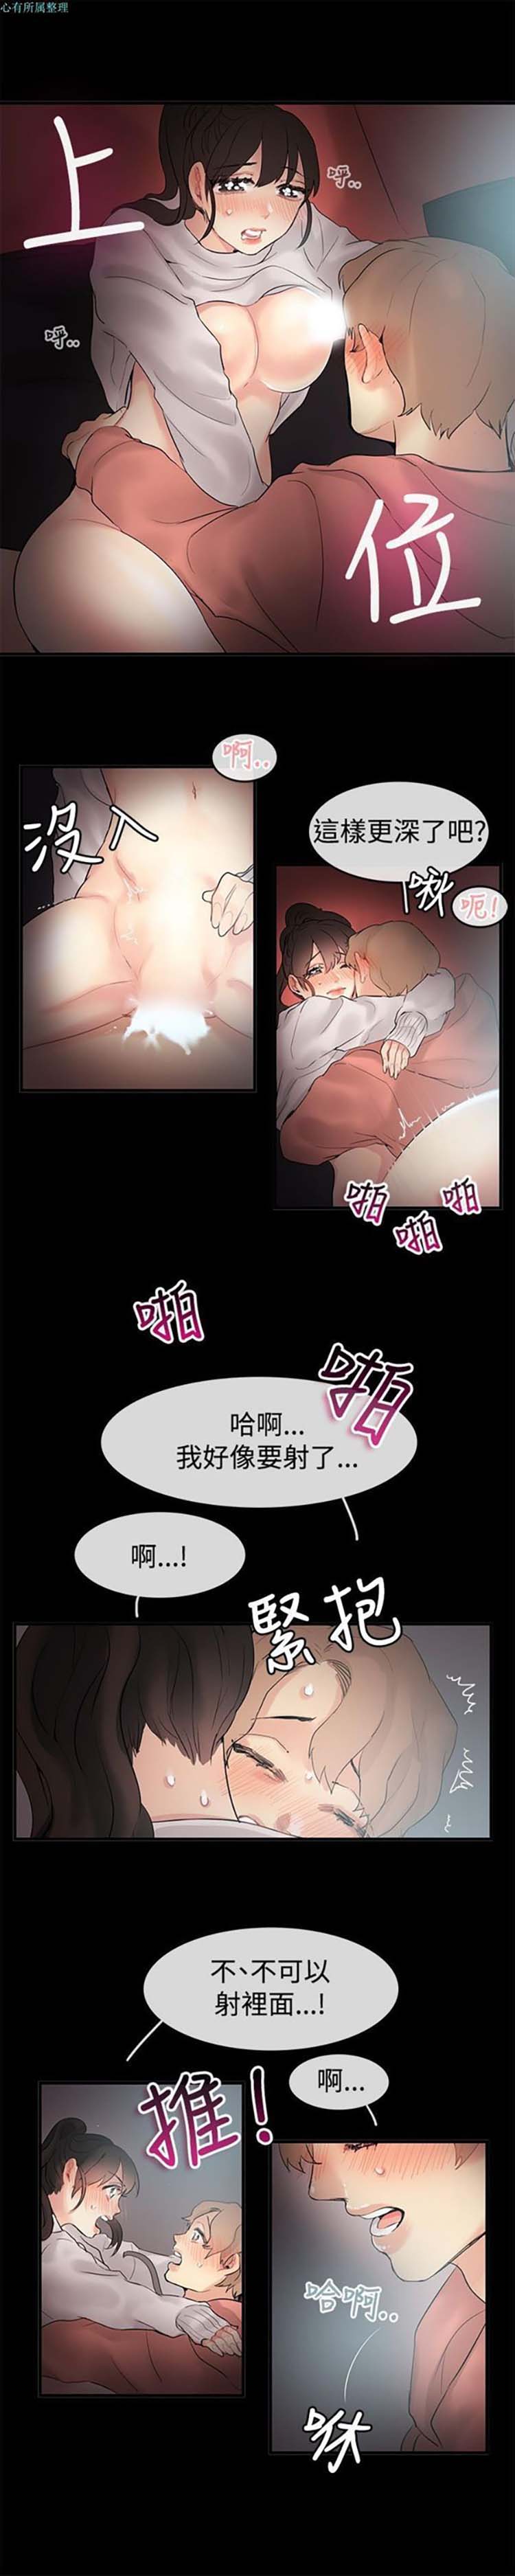 心有所属整理
上
呼..
呼..
位
啊..
沒入
這樣更深了吧?
啾
呃!
啪
啪
啪
啪
啪
哈啊...
我好像要射了...
啊...!
緊抱
不、不可以
射裡面...!
推!
啊...
哈啊..
咻